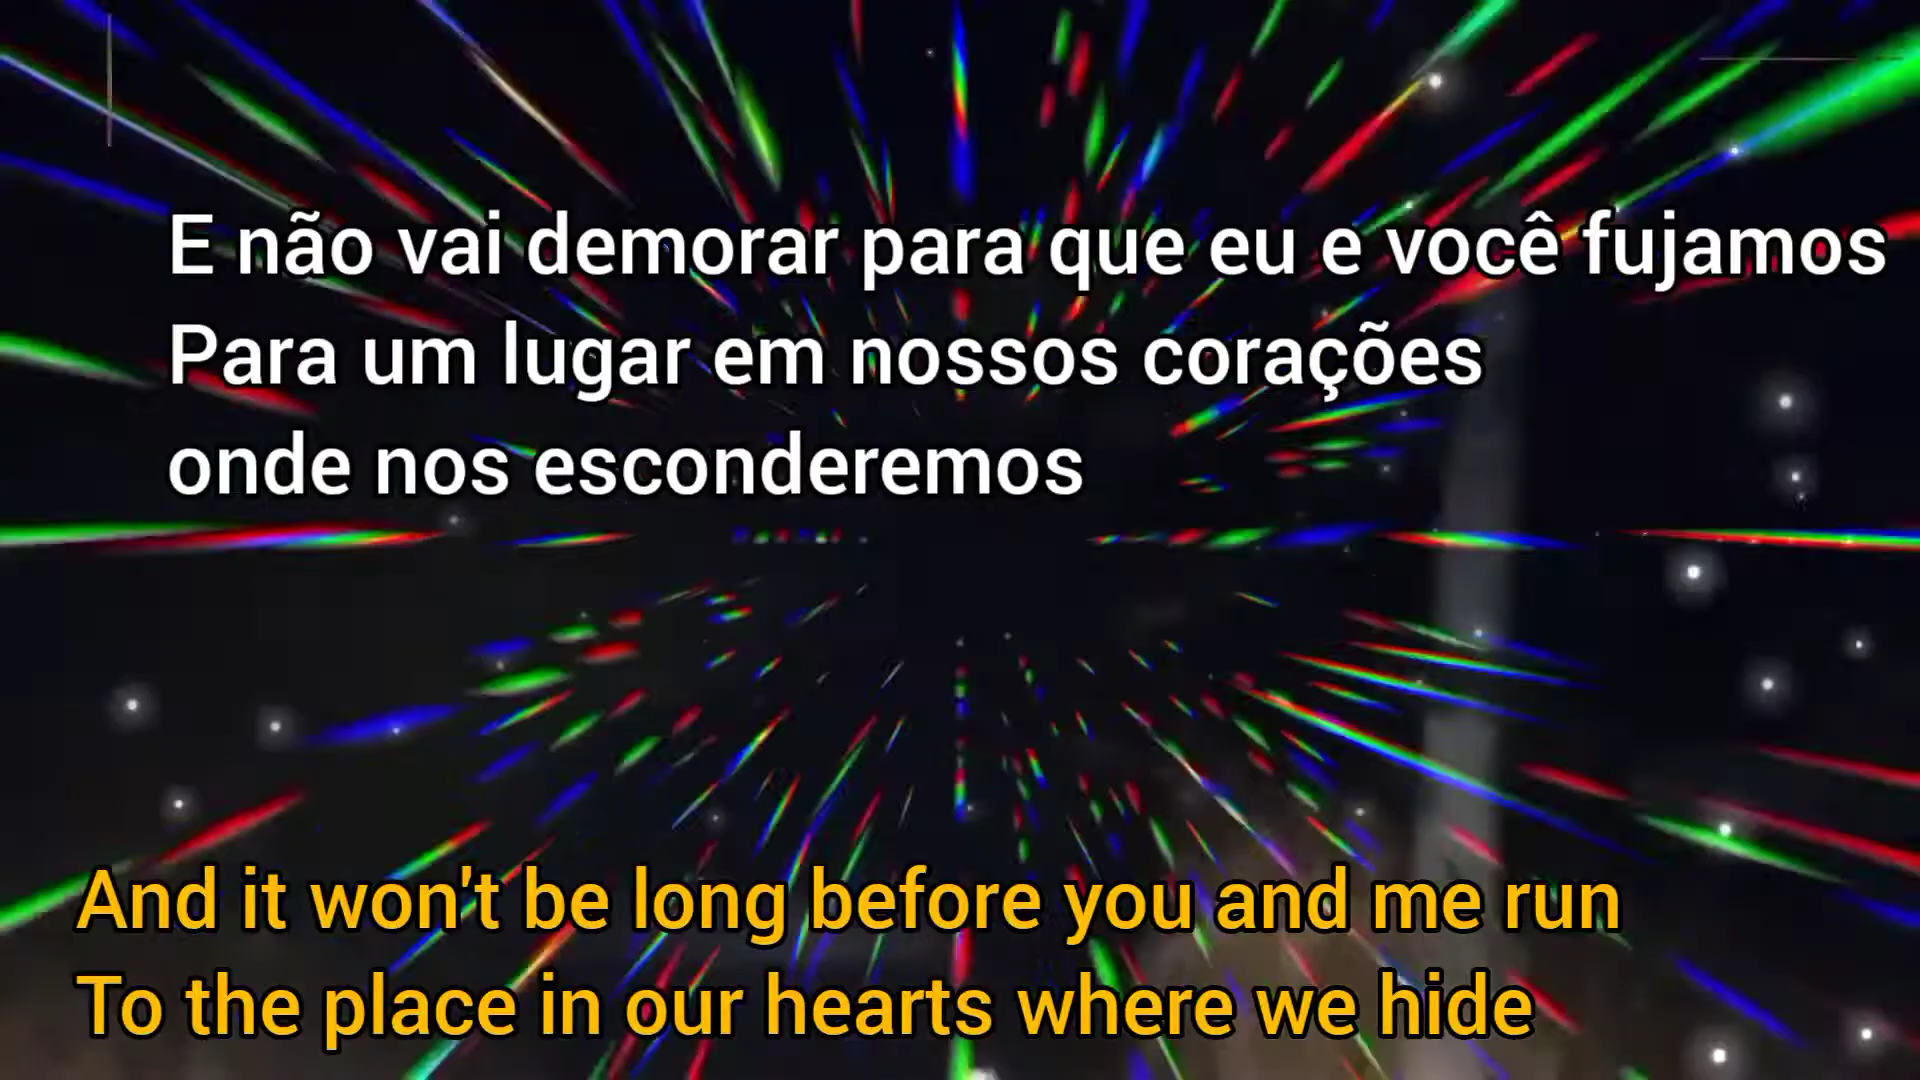 E não vai demorar para que eu e você fujamos
Para um lugar em nossos corações
onde nos esconderemos
And it won't be long before you and me run
To the place in our hearts where we hide